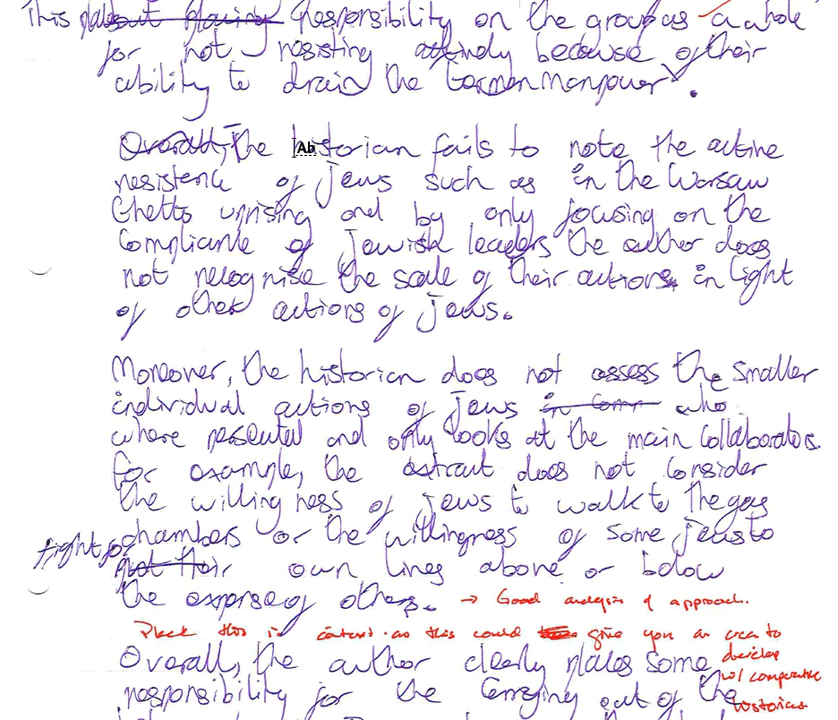 This places Responsibility on the group as a whole
for not resisting actively because of their
ability to drain the German manpower.
Overall, The historian fails to note the active
resistence of Jews such as in the Warsaw
Ghetto uprising and by only focusing on the
compliance of Jewish leaders the author does
not recognise the scale of their actions in light
of other actions of Jews.
Moreover, the historian does not assess the smaller
individual actions of Jews in Comm who
where and only looks at the main collaborators.
For example, the extract does not consider
the willingness of Jews to walk to the gas
chambers or the willingness of some Jews to
fight for their own lines above or below
the expense of others. → Good analysis of approach.
Place this in context as this could give you an area to
develop
w/ comparative
historian
Overall, the author clearly places some
responsibility for the carrying out of the